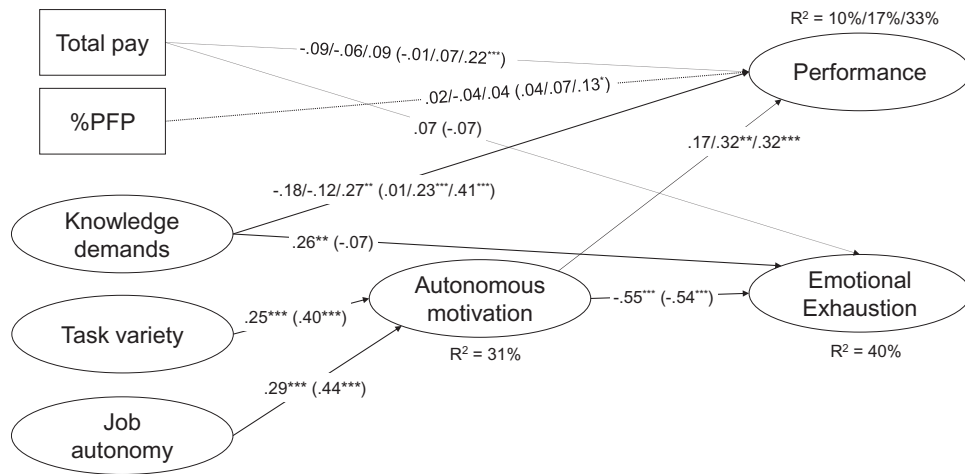 Total pay
R² = 10%/17%/33%
-.09/-.06/.09 (-.01/.07/.22***)
Performance
%PFP
.02/-.04/.04 (.04/.07/.13*)
.07 (-.07)
.17/.32**/.32***
-.18/-.12/.27** (.01/.23***/.41***)
Knowledge
demands
.26** (-.07)
Autonomous
motivation
Emotional
Exhaustion
-.55*** (-.54***)
Task variety
.25*** (.40***)
R² = 31%
R² = 40%
.29*** (.44***)
Job
autonomy